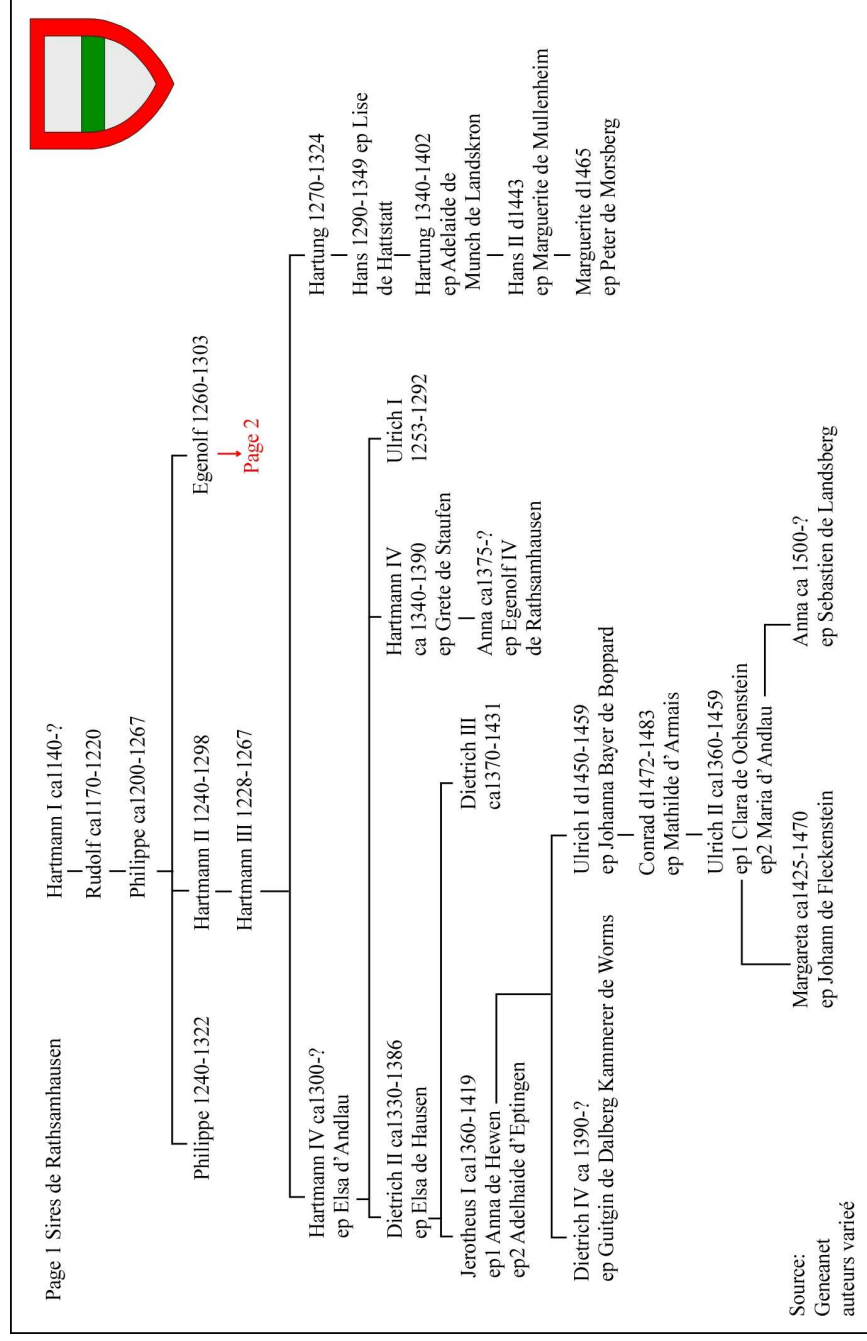 Page 1 Sires de Rathsamhausen
Hartmann I ca1140-?
Rudolf ca1170-1220
Philippe ca1200-1267
Philippe 1240-1322
Hartmann II 1240-1298
Egenolf 1260-1303
Page 2
Hartmann III 1228-1267
Hartmann IV ca1300-?
ep Elsa d'Andlau
Hartung 1270-1324
Hans 1290-1349 ep Lise
de Hattstatt
Hartung 1340-1402
ep Adelaide de
Munch de Landskron
Hans II d1443
ep Marguerite de Mullenheim
Marguerite d1465
ep Peter de Morsberg
Dietrich II ca1330-1386
ep Elsa de Hausen
Hartmann IV
ca 1340-1390
ep Grete de Staufen
Ulrich I
1253-1292
Anna ca1375-?
ep Egenolf IV
de Rathsamhausen
Jerotheus I ca1360-1419
ep1 Anna de Hewen
ep2 Adelhaide d'Eptingen
Dietrich III
ca1370-1431
Dietrich IV ca 1390-?
ep Guitgin de Dalberg Kammerer de Worms
Ulrich I d1450-1459
ep Johanna Bayer de Boppard
Conrad d1472-1483
ep Mathilde d'Armais
Ulrich II ca1360-1459
ep1 Clara de Ochsenstein
ep2 Maria d'Andlau
Margareta ca1425-1470
ep Johann de Fleckenstein
Anna ca 1500-?
ep Sebastien de Landsberg
Source:
Geneanet
auteurs varieé